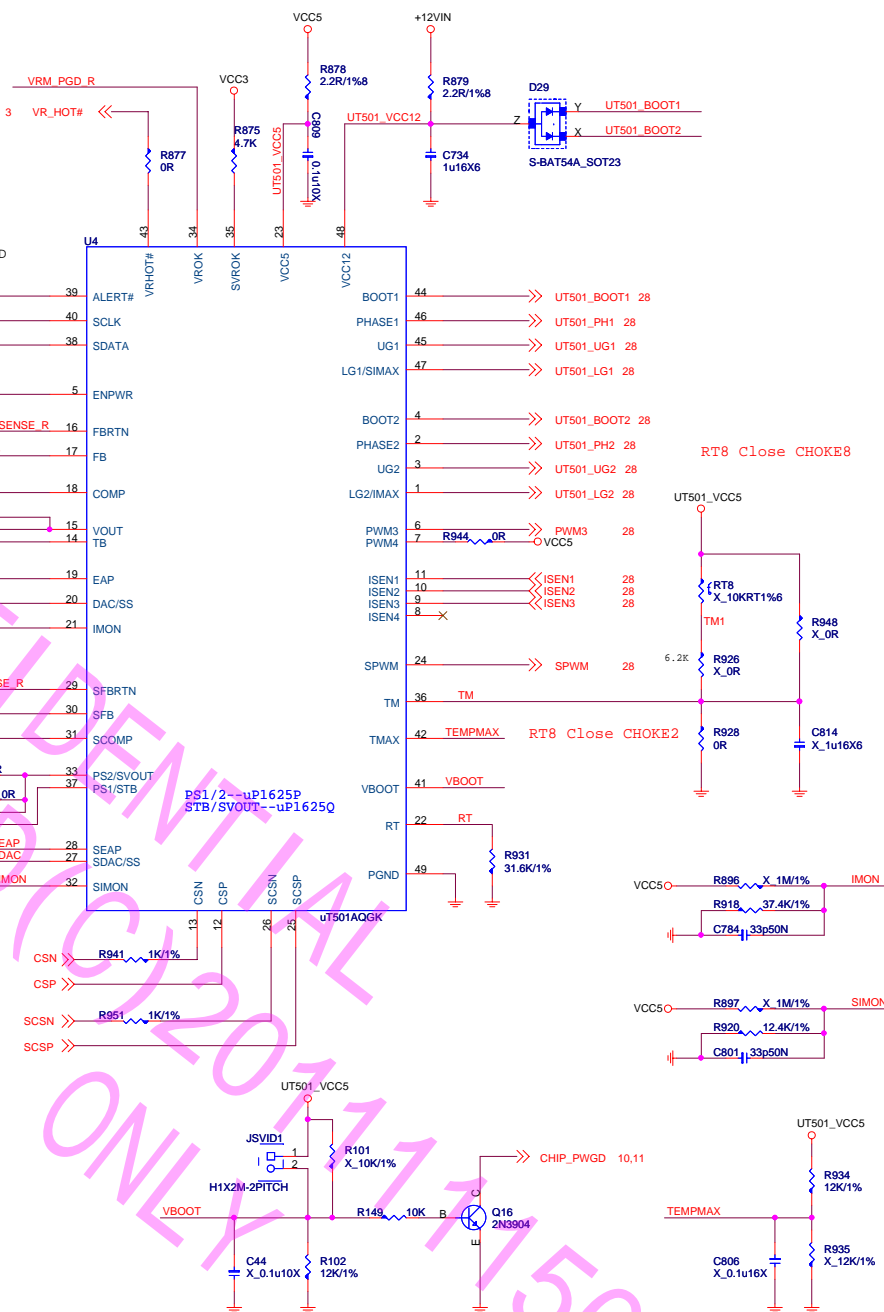 VCC5
+12VIN
VRM_PGD_R
VCC3
R878
2.2R/1%8
R879
2.2R/1%8
D29
3 VR_HOT#
R877
0R
R875
4.7K
UT501_VCC5
C809
0.1u10X
UT501_VCC12
C734
1u16X6
Z
Y
UT501_BOOT1
X
UT501_BOOT2
S-BAT54A_SOT23
43
34
35
23
48
U4
D
VRHOT#
VROK
SVROK
VCC5
VCC12
39 ALERT#
40 SCLK
38 SDATA
5 ENPWR
SENSE_R 16 FBRTN
17 FB
18 COMP
15 VOUT
14 TB
19 EAP
20 DAC/SS
21 IMON
SE_R 29 SFBRTN
30 SFB
31 SCOMP
33 PS2/SVOUT
37 PS1/STB
0R
EAP 28 SEAP
DAC 27 SDAC/SS
MON 32 SIMON
BOOT1 44 UT501_BOOT1 28
PHASE1 46 UT501_PH1 28
UG1 45 UT501_UG1 28
LG1/SIMAX 47 UT501_LG1 28
BOOT2 4 UT501_BOOT2 28
PHASE2 2 UT501_PH2 28
UG2 3 UT501_UG2 28
LG2/IMAX 1 UT501_LG2 28
PWM3 6 PWM3 28
PWM4 7 R944 0R VCC5
ISEN1 11 ISEN1 28
ISEN2 10 ISEN2 28
ISEN3 9 ISEN3 28
ISEN4 8
SPWM 24 SPWM 28
TM 36 TM
TMAX 42 TEMPMAX
VBOOT 41 VBOOT
RT 22 RT
PGND 49
R931
31.6K/1%
PS1/2--uP1625P
STB/SVOUT--uP1625Q
CSN
CSP
SCSN
SCSP
uT501AQGK
13
12
26
25
CSN R941 1K/1%
CSP
SCSN R951 1K/1%
SCSP
RT8 Close CHOKE8
UT501_VCC5
RT8
X_10KRT1%6
TM1
R948
X_0R
6.2K
R926
X_0R
RT8 Close CHOKE2
R928
0R
C814
X_1u16X6
VCC5 R896 X_1M/1% IMON
R918 37.4K/1%
C784 33p50N
VCC5 R897 X_1M/1% SIMON
R920 12.4K/1%
C801 33p50N
UT501_VCC5
JSVID1
1
2
H1X2M-2PITCH
R101
X_10K/1%
VBOOT
R149 10K
B
C
E
Q16
2N3904
CHIP_PWGD 10,11
C44
X_0.1u10X
R102
12K/1%
UT501_VCC5
R934
12K/1%
TEMPMAX
C806
X_0.1u16X
R935
X_12K/1%